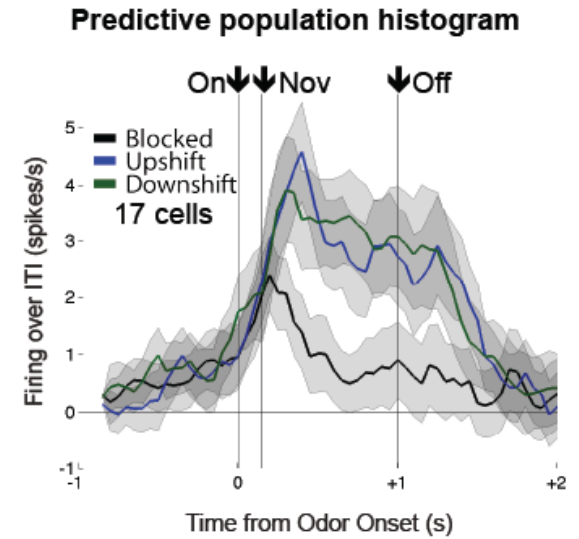 Predictive population histogram
On Nov Off
Blocked
Upshift
Downshift
17 cells
Firing over ITI (spikes/s)
5
4
3
2
1
0
-1
-1 0 +1 +2
Time from Odor Onset (s)